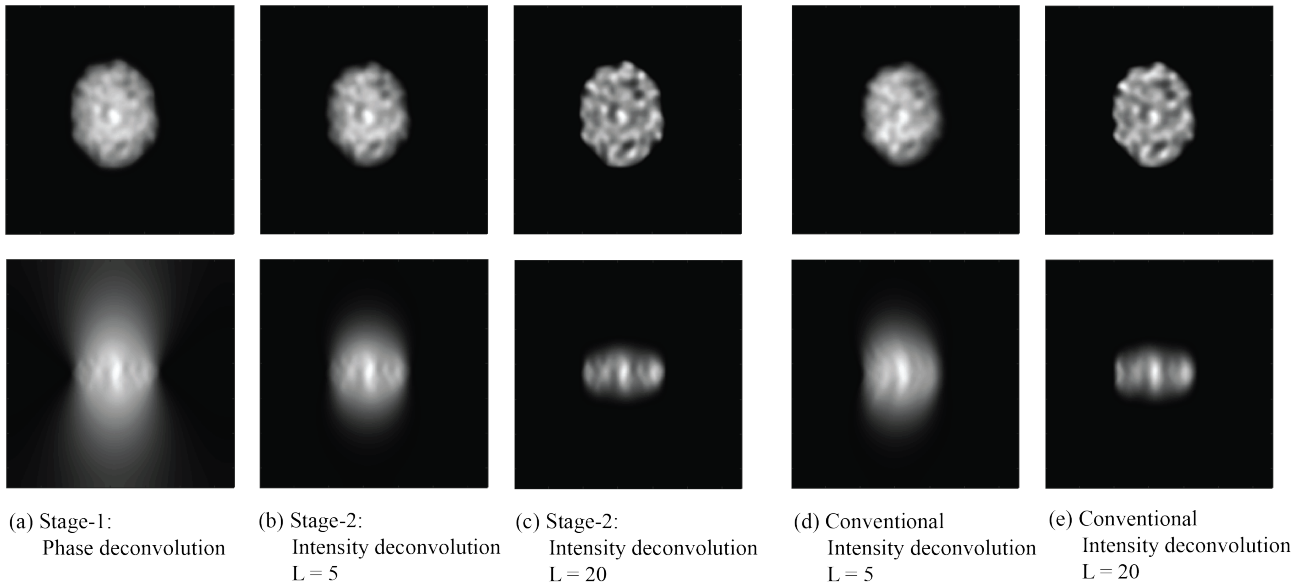 (a) Stage-1:
Phase deconvolution
(b) Stage-2:
Intensity deconvolution
L = 5
(c) Stage-2:
Intensity deconvolution
L = 20
(d) Conventional
Intensity deconvolution
L = 5
(e) Conventional
Intensity deconvolution
L = 20